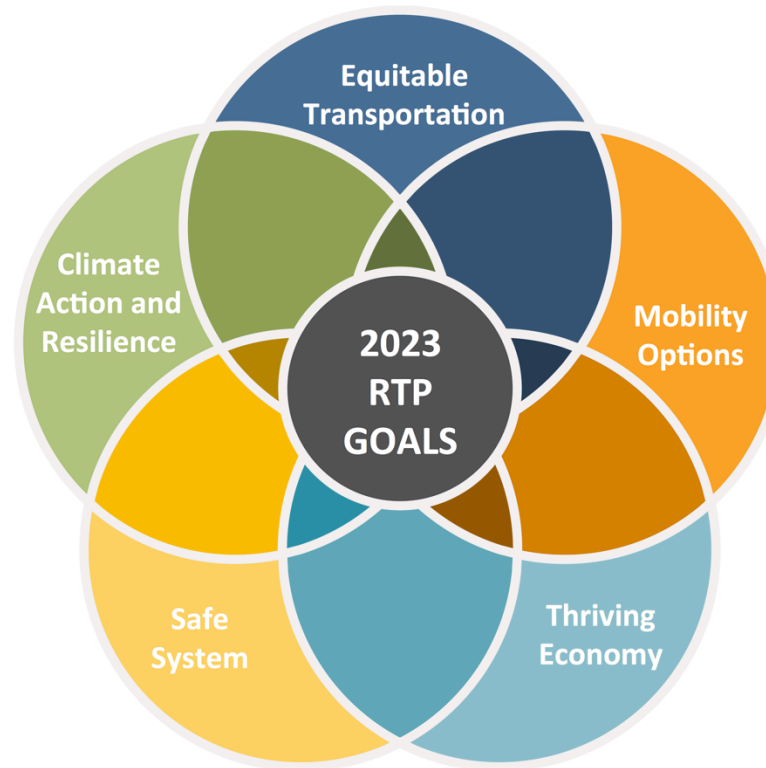 Equitable
Transportation
Climate
Action and
Resilience
Mobility
Options
2023
RTP
GOALS
Safe
System
Thriving
Economy